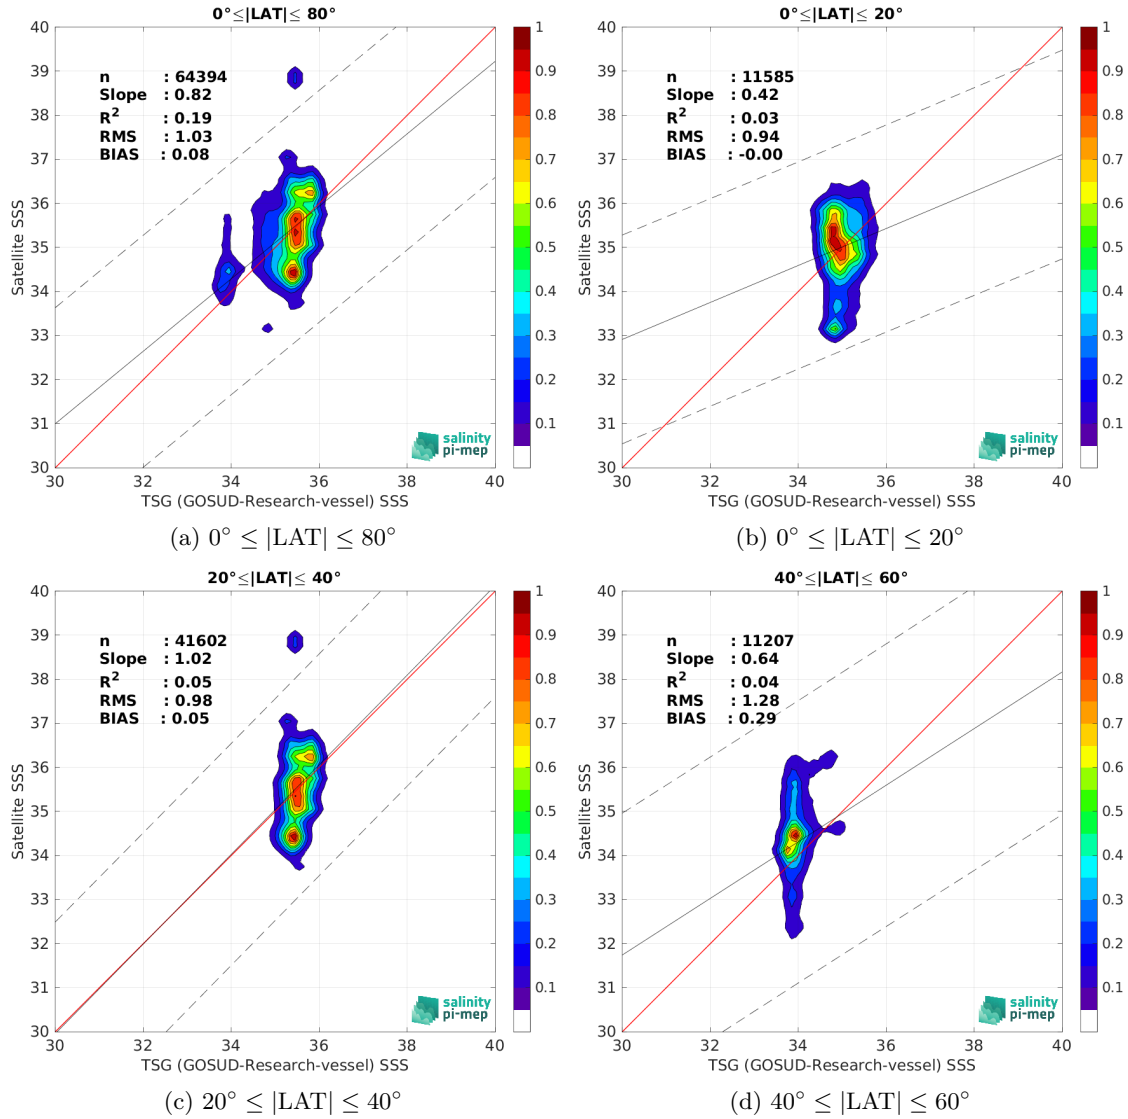 0°≤|LAT|≤ 80°
40
39
38
37
36
35
34
33
32
31
30
Satellite SSS
n : 64394
Slope : 0.82
R² : 0.19
RMS : 1.03
BIAS : 0.08
salinity
pi-mep
30 32 34 36 38 40
TSG (GOSUD-Research-vessel) SSS
1
0.9
0.8
0.7
0.6
0.5
0.4
0.3
0.2
0.1
(a) 0° ≤ |LAT| ≤ 80°
0°≤|LAT|≤ 20°
40
39
38
37
36
35
34
33
32
31
30
Satellite SSS
n : 11585
Slope : 0.42
R² : 0.03
RMS : 0.94
BIAS : -0.00
salinity
pi-mep
30 32 34 36 38 40
TSG (GOSUD-Research-vessel) SSS
1
0.9
0.8
0.7
0.6
0.5
0.4
0.3
0.2
0.1
(b) 0° ≤ |LAT| ≤ 20°
20°≤|LAT|≤ 40°
40
39
38
37
36
35
34
33
32
31
30
Satellite SSS
n : 41602
Slope : 1.02
R² : 0.05
RMS : 0.98
BIAS : 0.05
salinity
pi-mep
30 32 34 36 38 40
TSG (GOSUD-Research-vessel) SSS
1
0.9
0.8
0.7
0.6
0.5
0.4
0.3
0.2
0.1
(c) 20° ≤ |LAT| ≤ 40°
40°≤|LAT|≤ 60°
40
39
38
37
36
35
34
33
32
31
30
Satellite SSS
n : 11207
Slope : 0.64
R² : 0.04
RMS : 1.28
BIAS : 0.29
salinity
pi-mep
30 32 34 36 38 40
TSG (GOSUD-Research-vessel) SSS
1
0.9
0.8
0.7
0.6
0.5
0.4
0.3
0.2
0.1
(d) 40° ≤ |LAT| ≤ 60°